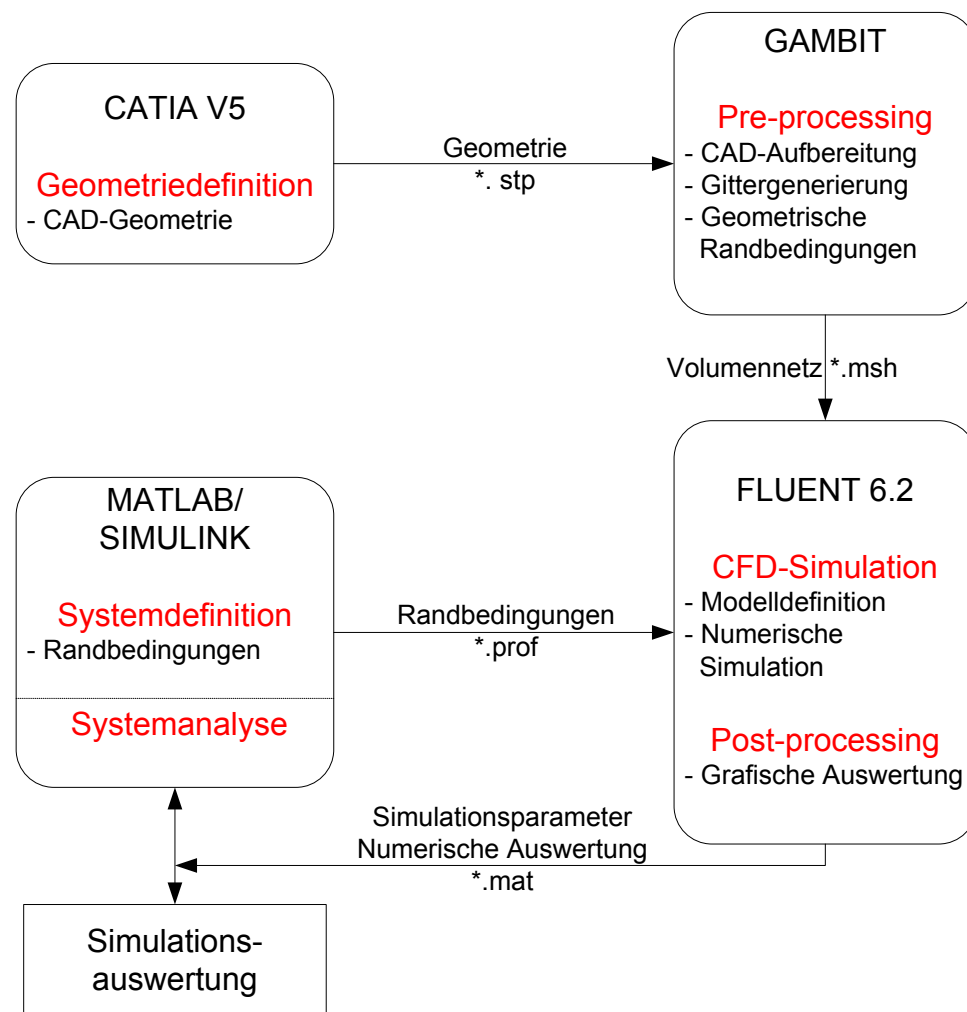 CATIA V5
Geometriedefinition
- CAD-Geometrie
Geometrie
*. stp
GAMBIT
Pre-processing
- CAD-Aufbereitung
- Gittergenerierung
- Geometrische
Randbedingungen
Volumennetz *.msh
MATLAB/
SIMULINK
Systemdefinition
- Randbedingungen
Systemanalyse
Randbedingungen
*.prof
FLUENT 6.2
CFD-Simulation
- Modelldefinition
- Numerische
Simulation
Post-processing
- Grafische Auswertung
Simulationsparameter
Numerische Auswertung
*.mat
Simulations-
auswertung